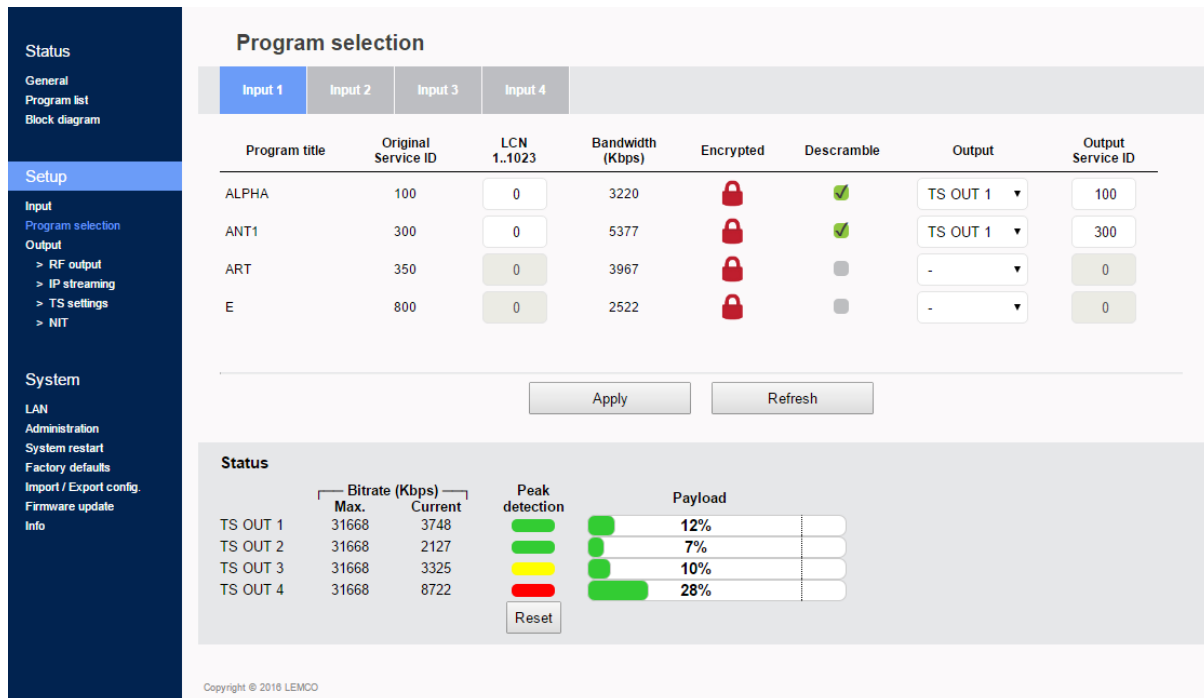 Status
General
Program list
Block diagram
Setup
Input
Program selection
Output
> RF output
> IP streaming
> TS settings
> NIT
System
LAN
Administration
System restart
Factory defaults
Import / Export config.
Firmware update
Info
Program selection
Input 1 Input 2 Input 3 Input 4
Program title Original Service ID LCN 1..1023 Bandwidth (Kbps) Encrypted Descramble Output Output Service ID
ALPHA 100 0 3220 TS OUT 1 100
ANT1 300 0 5377 TS OUT 1 300
ART 350 0 3967 - 0
E 800 0 2522 - 0
Apply Refresh
Status
Bitrate (Kbps) Peak detection Payload
Max. Current
TS OUT 1 31668 3748 12%
TS OUT 2 31668 2127 7%
TS OUT 3 31668 3325 10%
TS OUT 4 31668 8722 28%
Reset
Copyright © 2016 LEMCO